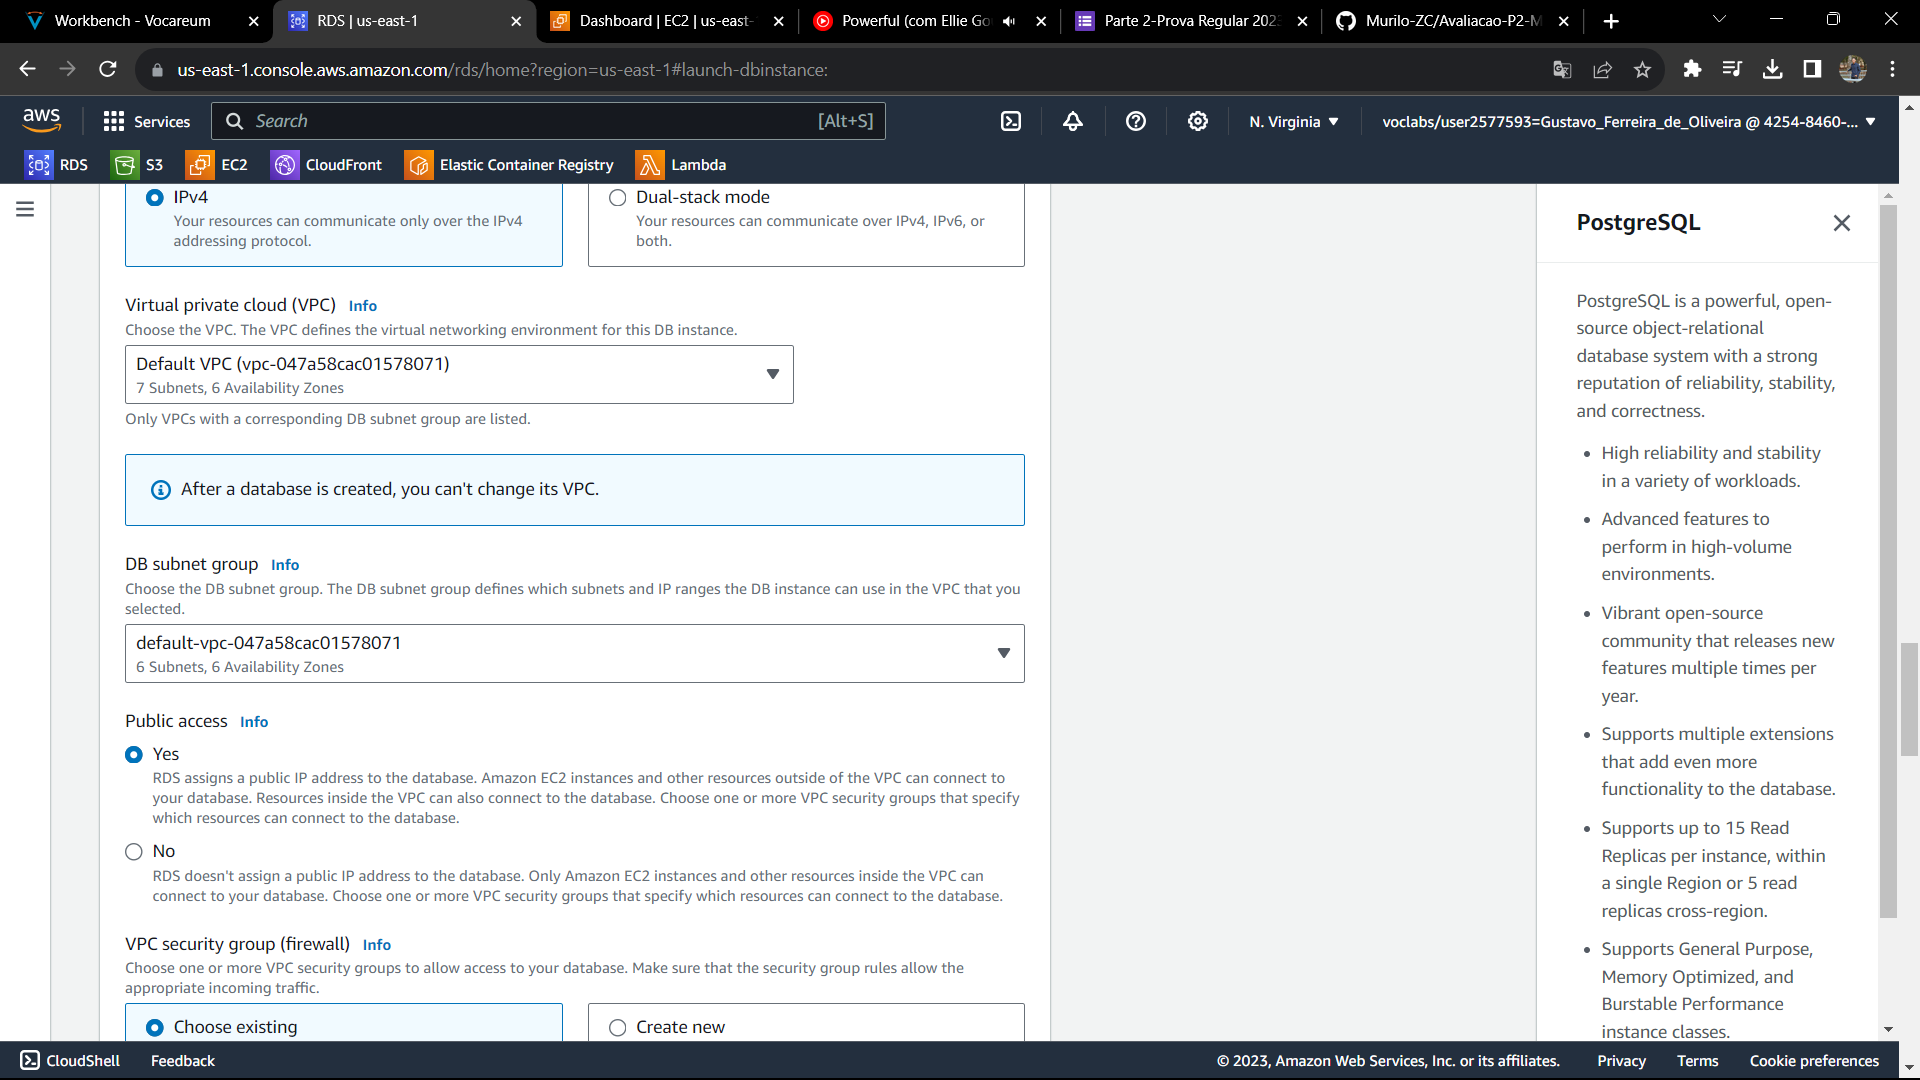 Workbench - Vocareum
RDS | us-east-1
Dashboard | EC2 | us-east-
Powerful (com Ellie Go
Parte 2-Prova Regular 202
Murilo-ZC/Avaliacao-P2-M
us-east-1.console.aws.amazon.com/rds/home?region=us-east-1#launch-dbinstance:
aws
Services
Search
[Alt+S]
N. Virginia
voclabs/user2577593=Gustavo_Ferreira_de_Oliveira @ 4254-8460-...
RDS
S3
EC2
CloudFront
Elastic Container Registry
Lambda
IPv4
Your resources can communicate only over the IPv4
addressing protocol.
Dual-stack mode
Your resources can communicate over IPv4, IPv6, or
both.
Virtual private cloud (VPC) Info
Choose the VPC. The VPC defines the virtual networking environment for this DB instance.
Default VPC (vpc-047a58cac01578071)
7 Subnets, 6 Availability Zones
Only VPCs with a corresponding DB subnet group are listed.
After a database is created, you can't change its VPC.
DB subnet group Info
Choose the DB subnet group. The DB subnet group defines which subnets and IP ranges the DB instance can use in the VPC that you
selected.
default-vpc-047a58cac01578071
6 Subnets, 6 Availability Zones
Public access Info
Yes
RDS assigns a public IP address to the database. Amazon EC2 instances and other resources outside of the VPC can connect to
your database. Resources inside the VPC can also connect to the database. Choose one or more VPC security groups that specify
which resources can connect to the database.
No
RDS doesn't assign a public IP address to the database. Only Amazon EC2 instances and other resources inside the VPC can
connect to your database. Choose one or more VPC security groups that specify which resources can connect to the database.
VPC security group (firewall) Info
Choose one or more VPC security groups to allow access to your database. Make sure that the security group rules allow the
appropriate incoming traffic.
Choose existing
Create new
PostgreSQL
PostgreSQL is a powerful, open-
source object-relational
database system with a strong
reputation of reliability, stability,
and correctness.
High reliability and stability
in a variety of workloads.
Advanced features to
perform in high-volume
environments.
Vibrant open-source
community that releases new
features multiple times per
year.
Supports multiple extensions
that add even more
functionality to the database.
Supports up to 15 Read
Replicas per instance, within
a single Region or 5 read
replicas cross-region.
Supports General Purpose,
Memory Optimized, and
Burstable Performance
instance classes.
CloudShell
Feedback
© 2023, Amazon Web Services, Inc. or its affiliates.
Privacy
Terms
Cookie preferences